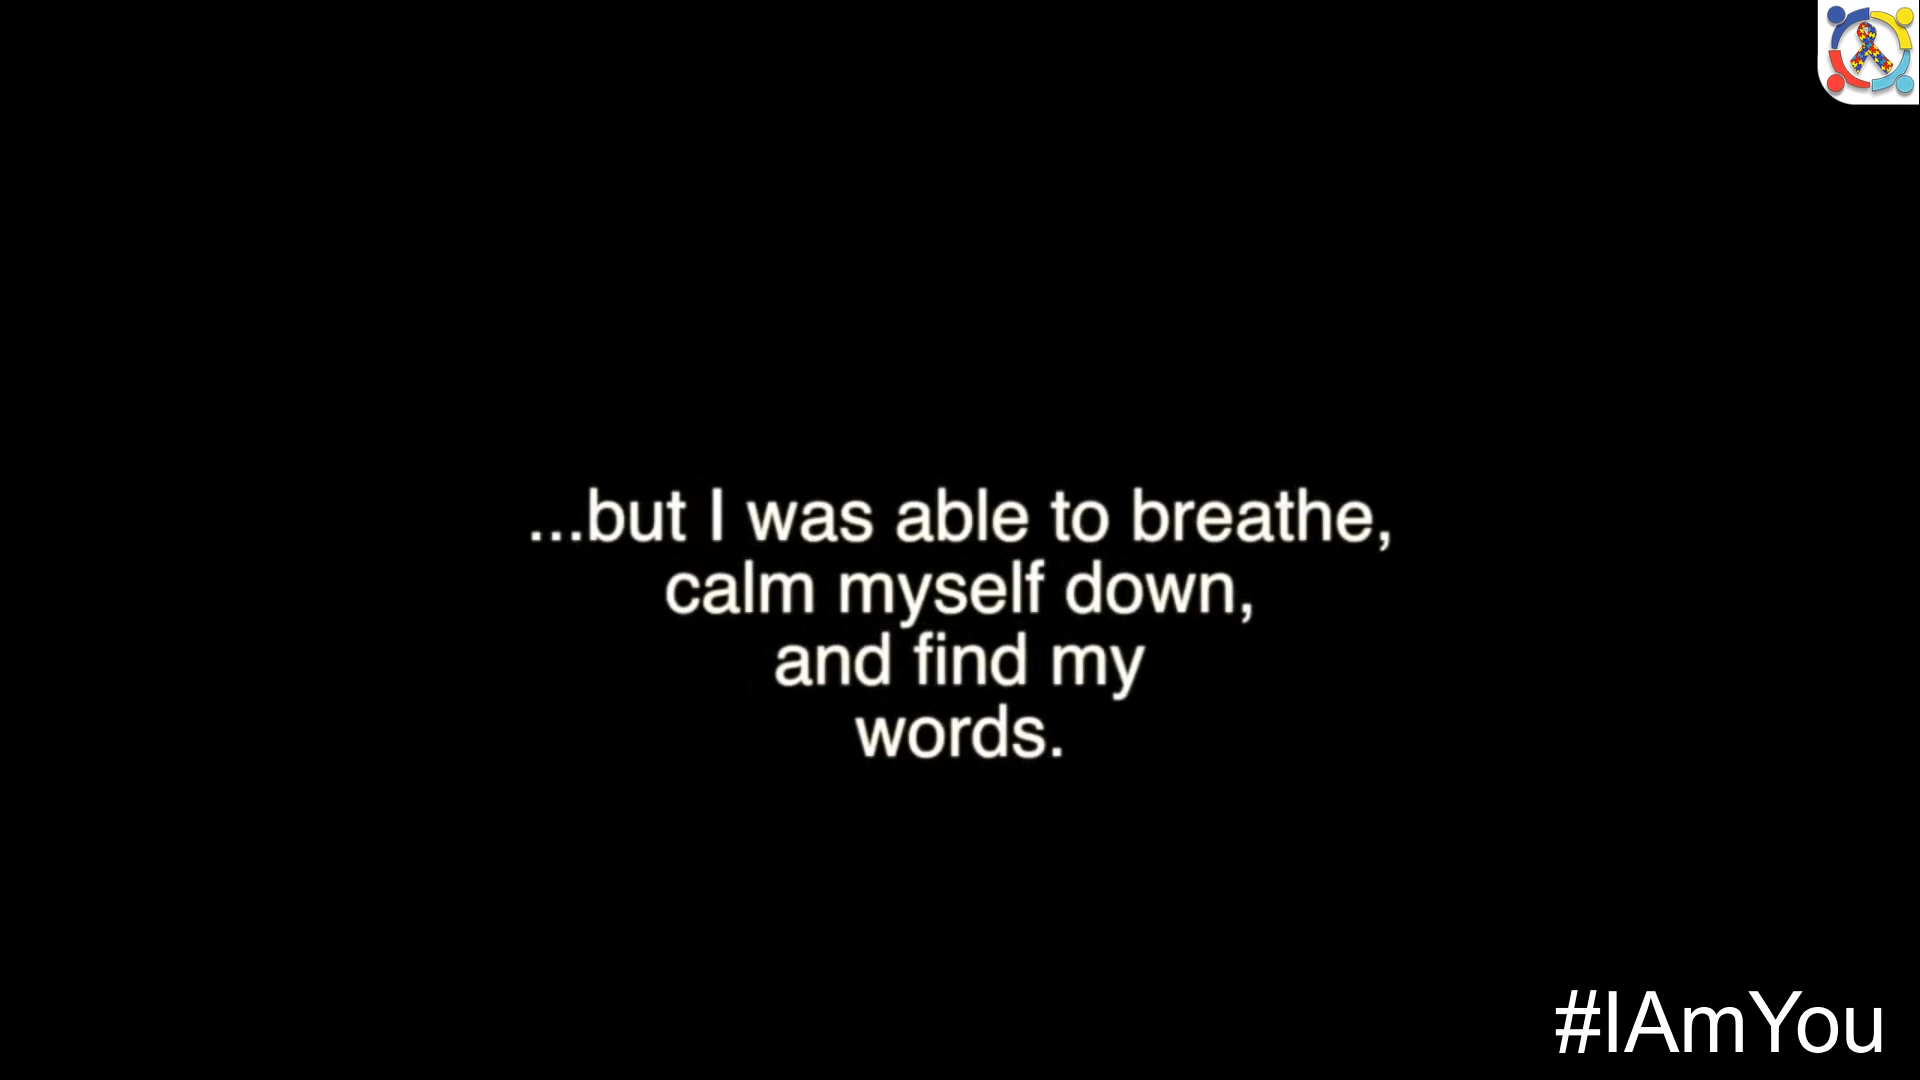 ...but I was able to breathe,
calm myself down,
and find my
words.
#IAmYou